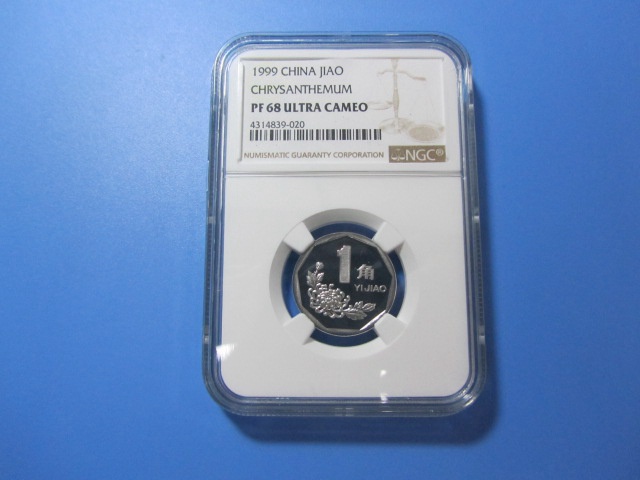 1999 CHINA JIAO
CHRYSANTHEMUM
PF 68 ULTRA CAMEO
4314839-020
NUMISMATIC GUARANTY CORPORATION
NGC®
1角
YI JIAO